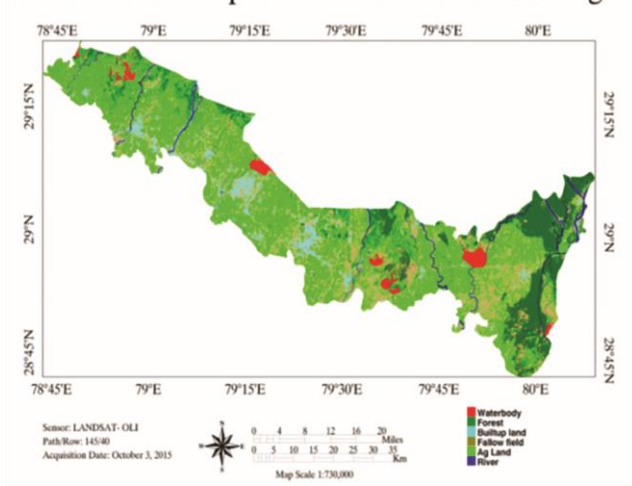 78°45'E 79°E 79°15'E 79°30'E 79°45'E 80°E
29°15'N 29°15'N
29°N 29°N
28°45'N 28°45'N
78°45'E 79°E 79°15'E 79°30'E 79°45'E 80°E
Sensor: LANDSAT- OLI
Path/Row: 145/40
Acquisition Date: October 3, 2015
N
W E
S
0 4 8 12 16 20
Miles
0 5 10 15 20 25 30 35
Km
Map Scale 1:730,000
Waterbody
Forest
Builtup land
Fallow field
Ag Land
River